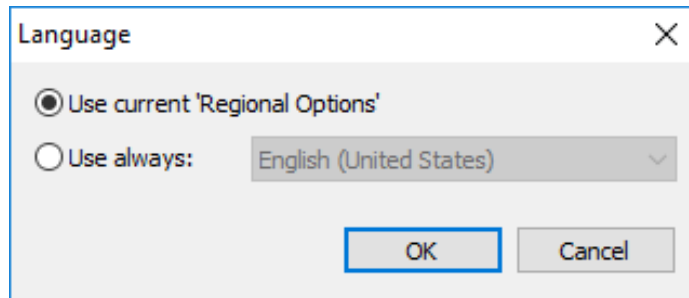 Language
Use current 'Regional Options'
Use always: English (United States)
OK Cancel